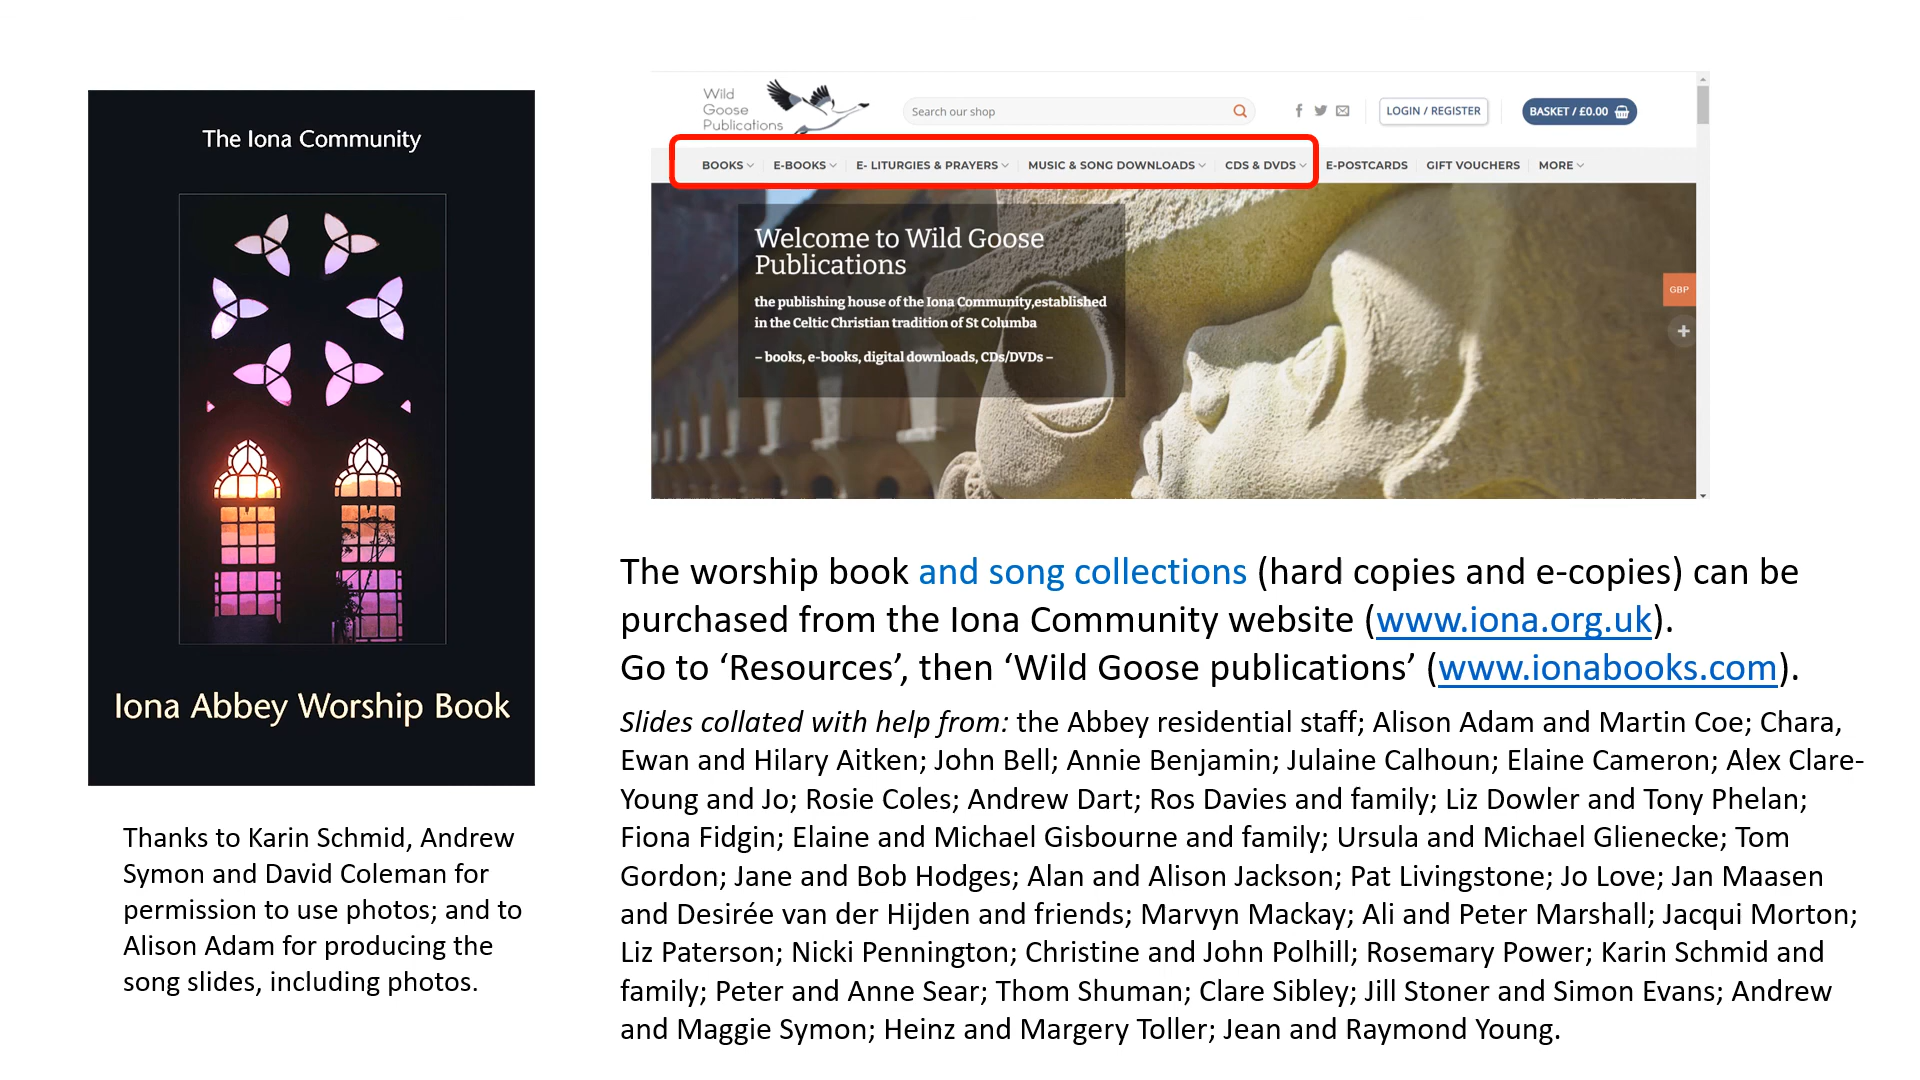 The Iona Community
Iona Abbey Worship Book
Thanks to Karin Schmid, Andrew
Symon and David Coleman for
permission to use photos; and to
Alison Adam for producing the
song slides, including photos.
Wild
Goose
Publications
Search our shop
LOGIN / REGISTER
BASKET / £0.00
BOOKS
E-BOOKS
E- LITURGIES & PRAYERS
MUSIC & SONG DOWNLOADS
CDS & DVDS
E-POSTCARDS
GIFT VOUCHERS
MORE
Welcome to Wild Goose
Publications
the publishing house of the Iona Community,established
in the Celtic Christian tradition of St Columba
– books, e-books, digital downloads, CDs/DVDs –
GBP
The worship book and song collections (hard copies and e-copies) can be
purchased from the Iona Community website (www.iona.org.uk).
Go to ‘Resources’, then ‘Wild Goose publications’ (www.ionabooks.com).
Slides collated with help from: the Abbey residential staff; Alison Adam and Martin Coe; Chara,
Ewan and Hilary Aitken; John Bell; Annie Benjamin; Julaine Calhoun; Elaine Cameron; Alex Clare-
Young and Jo; Rosie Coles; Andrew Dart; Ros Davies and family; Liz Dowler and Tony Phelan;
Fiona Fidgin; Elaine and Michael Gisbourne and family; Ursula and Michael Glienecke; Tom
Gordon; Jane and Bob Hodges; Alan and Alison Jackson; Pat Livingstone; Jo Love; Jan Maasen
and Desirée van der Hijden and friends; Marvyn Mackay; Ali and Peter Marshall; Jacqui Morton;
Liz Paterson; Nicki Pennington; Christine and John Polhill; Rosemary Power; Karin Schmid and
family; Peter and Anne Sear; Thom Shuman; Clare Sibley; Jill Stoner and Simon Evans; Andrew
and Maggie Symon; Heinz and Margery Toller; Jean and Raymond Young.